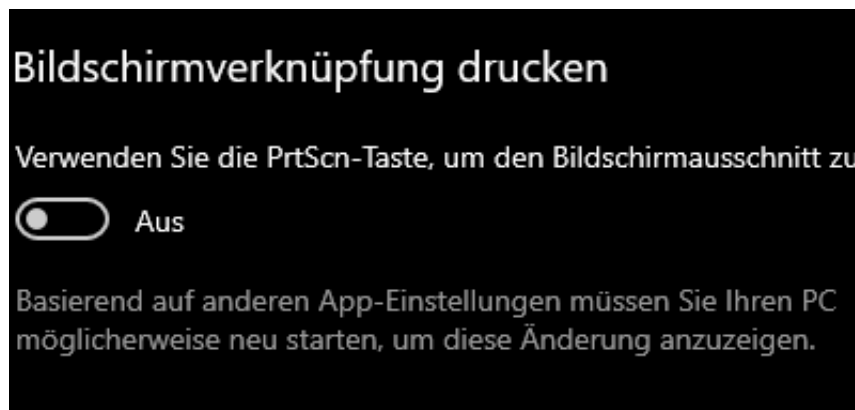 Bildschirmverknüpfung drucken
Verwenden Sie die PrtScn-Taste, um den Bildschirmausschnitt zu
Aus
Basierend auf anderen App-Einstellungen müssen Sie Ihren PC
möglicherweise neu starten, um diese Änderung anzuzeigen.